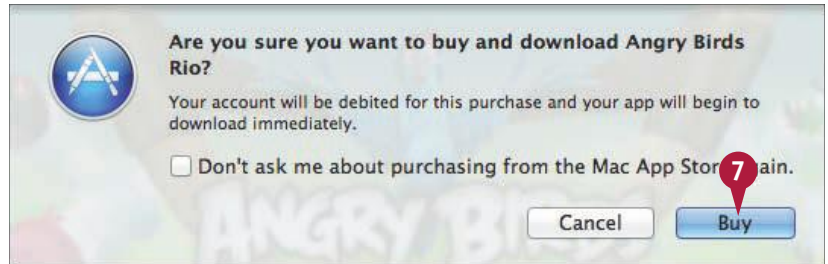 Are you sure you want to buy and download Angry Birds
Rio?
Your account will be debited for this purchase and your app will begin to
download immediately.
Don't ask me about purchasing from the Mac App Stor ain.
7
Cancel
Buy
ANGRY BIRDS